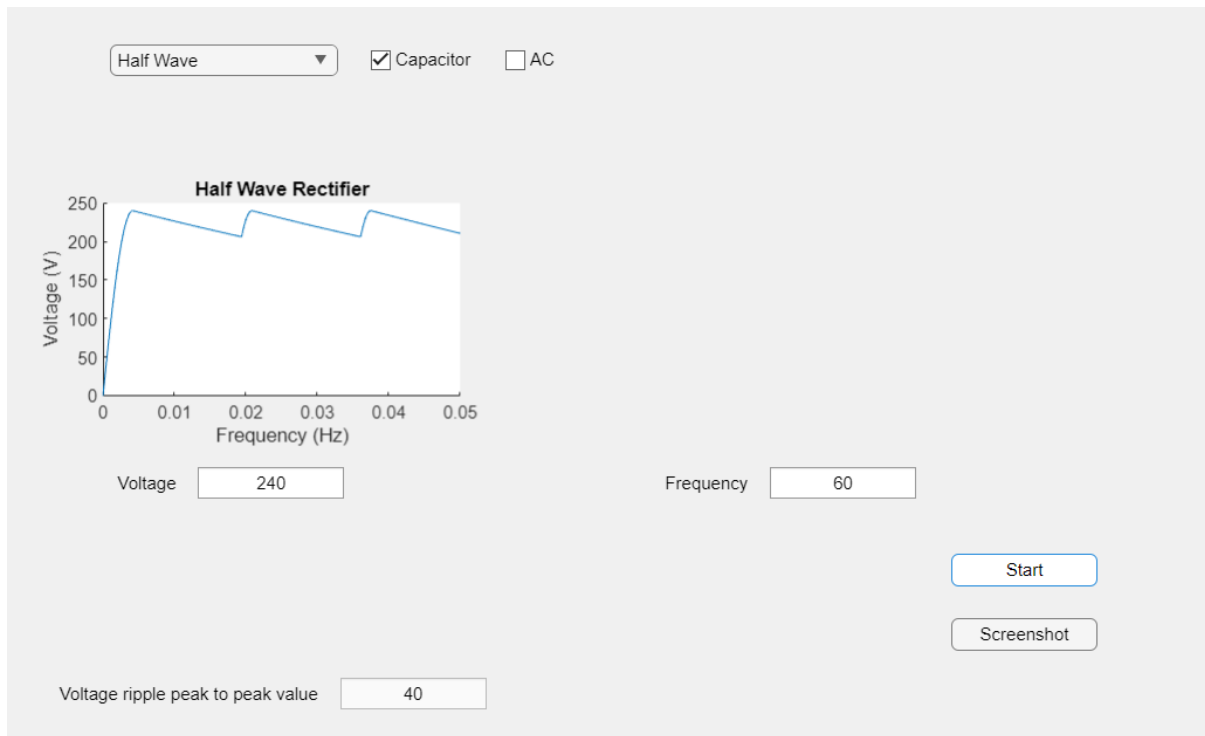 Half Wave
Capacitor
AC
Half Wave Rectifier
250
200
150
100
50
0
Voltage (V)
0 0.01 0.02 0.03 0.04 0.05
Frequency (Hz)
Voltage 240
Frequency 60
Start
Screenshot
Voltage ripple peak to peak value 40